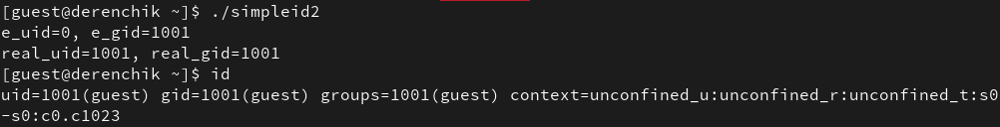 [guest@derenchik ~]$ ./simpleid2
e_uid=0, e_gid=1001
real_uid=1001, real_gid=1001
[guest@derenchik ~]$ id
uid=1001(guest) gid=1001(guest) groups=1001(guest) context=unconfined_u:unconfined_r:unconfined_t:s0
-s0:c0.c1023